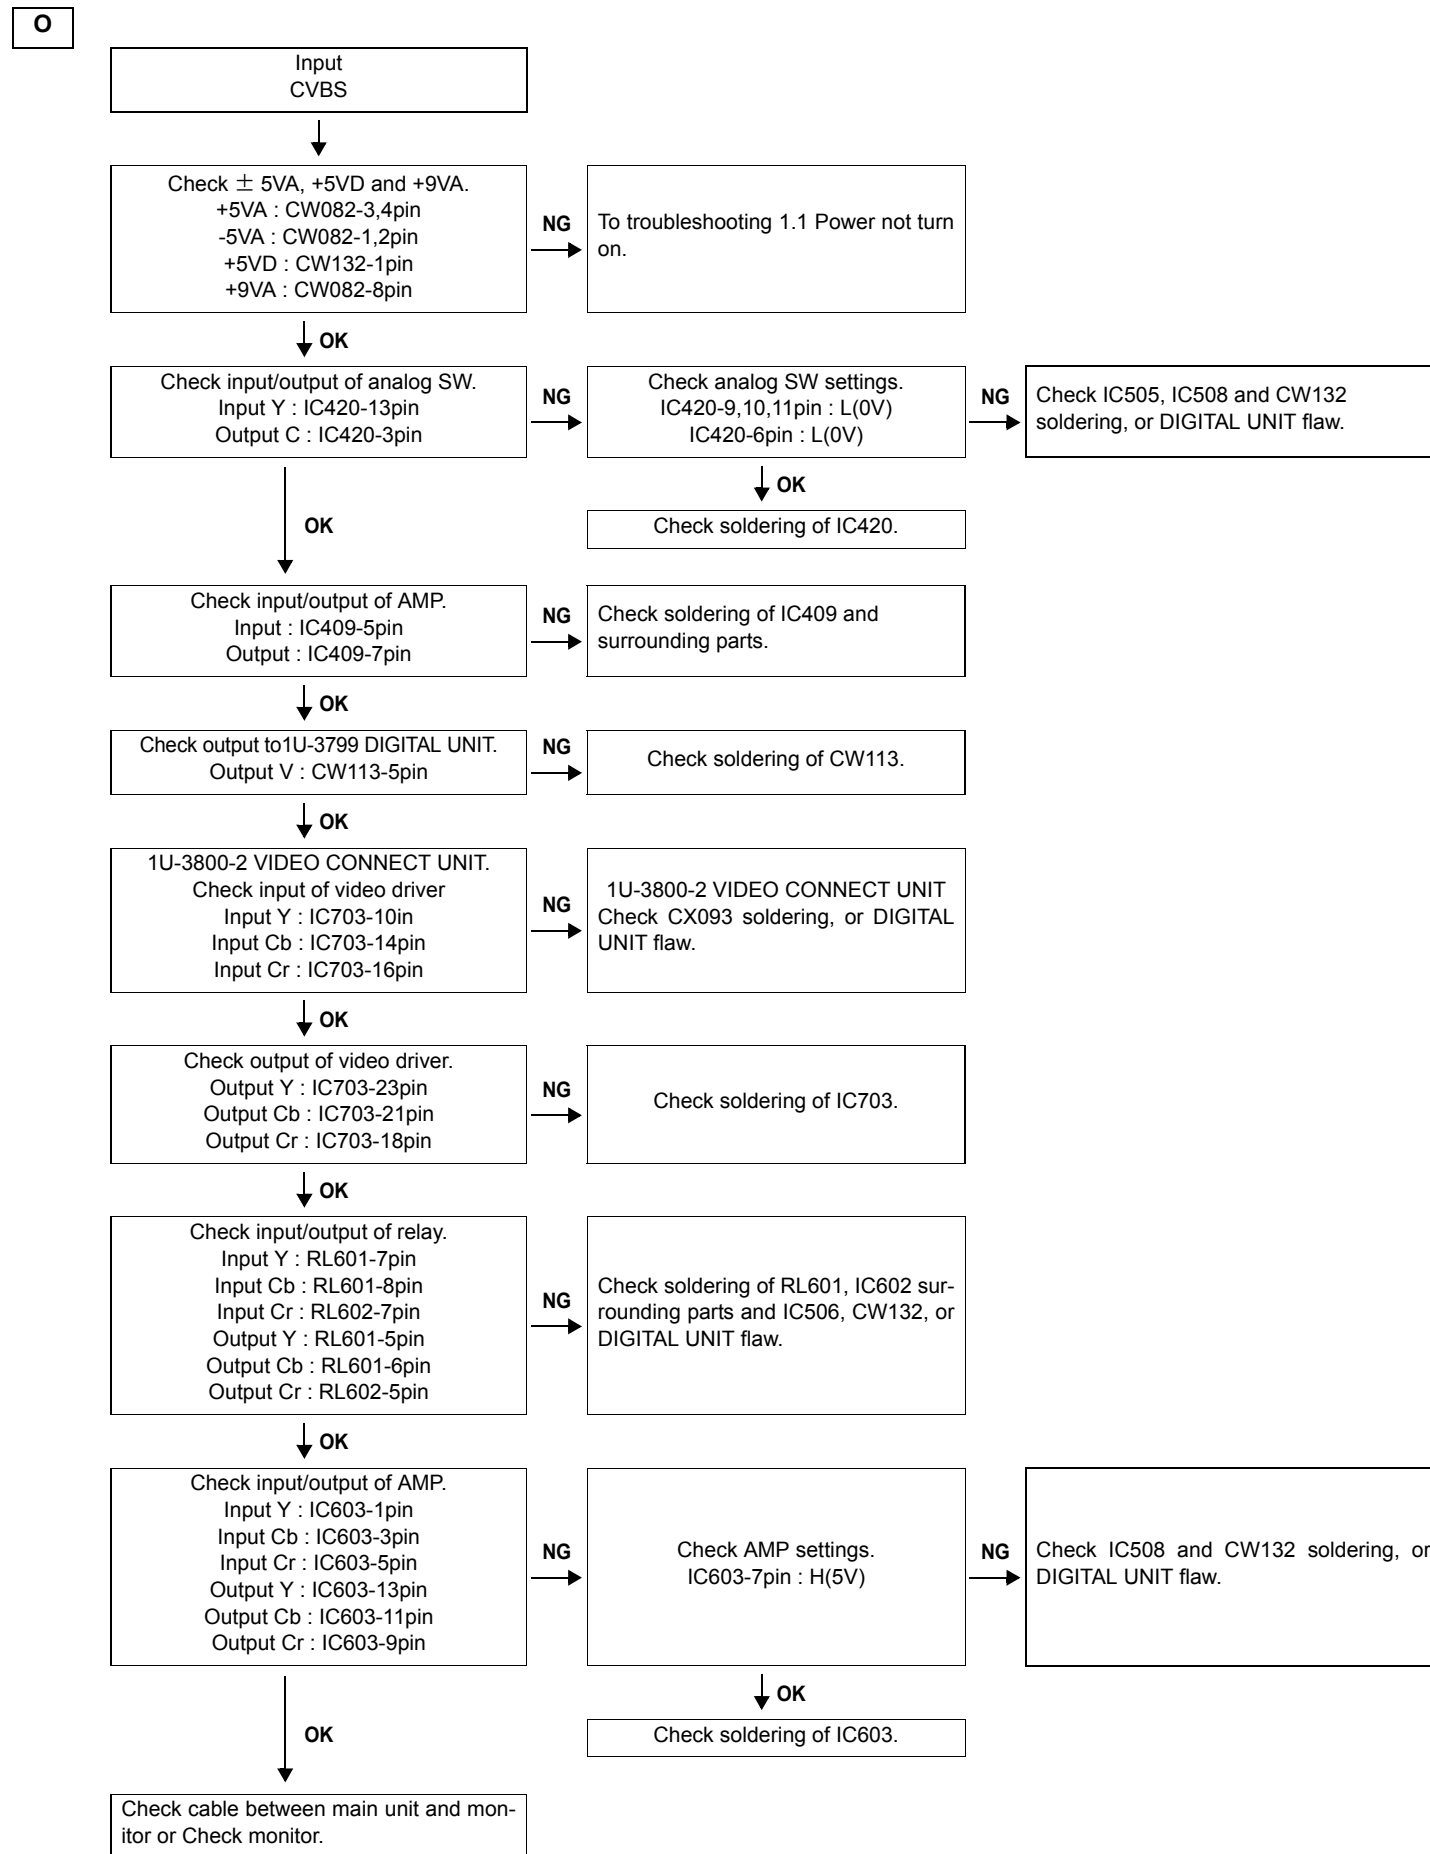 O
Input
CVBS
Check ± 5VA, +5VD and +9VA.
+5VA : CW082-3,4pin
-5VA : CW082-1,2pin
+5VD : CW132-1pin
+9VA : CW082-8pin
NG
To troubleshooting 1.1 Power not turn
on.
OK
Check input/output of analog SW.
Input Y : IC420-13pin
Output C : IC420-3pin
NG
Check analog SW settings.
IC420-9,10,11pin : L(0V)
IC420-6pin : L(0V)
NG
Check IC505, IC508 and CW132
soldering, or DIGITAL UNIT flaw.
OK
Check soldering of IC420.
OK
Check input/output of AMP.
Input : IC409-5pin
Output : IC409-7pin
NG
Check soldering of IC409 and
surrounding parts.
OK
Check output to1U-3799 DIGITAL UNIT.
Output V : CW113-5pin
NG
Check soldering of CW113.
OK
1U-3800-2 VIDEO CONNECT UNIT.
Check input of video driver
Input Y : IC703-10in
Input Cb : IC703-14pin
Input Cr : IC703-16pin
NG
1U-3800-2 VIDEO CONNECT UNIT
Check CX093 soldering, or DIGITAL
UNIT flaw.
OK
Check output of video driver.
Output Y : IC703-23pin
Output Cb : IC703-21pin
Output Cr : IC703-18pin
NG
Check soldering of IC703.
OK
Check input/output of relay.
Input Y : RL601-7pin
Input Cb : RL601-8pin
Input Cr : RL602-7pin
Output Y : RL601-5pin
Output Cb : RL601-6pin
Output Cr : RL602-5pin
NG
Check soldering of RL601, IC602 sur-
rounding parts and IC506, CW132, or
DIGITAL UNIT flaw.
OK
Check input/output of AMP.
Input Y : IC603-1pin
Input Cb : IC603-3pin
Input Cr : IC603-5pin
Output Y : IC603-13pin
Output Cb : IC603-11pin
Output Cr : IC603-9pin
NG
Check AMP settings.
IC603-7pin : H(5V)
NG
Check IC508 and CW132 soldering, or
DIGITAL UNIT flaw.
OK
Check soldering of IC603.
OK
Check cable between main unit and mon-
itor or Check monitor.